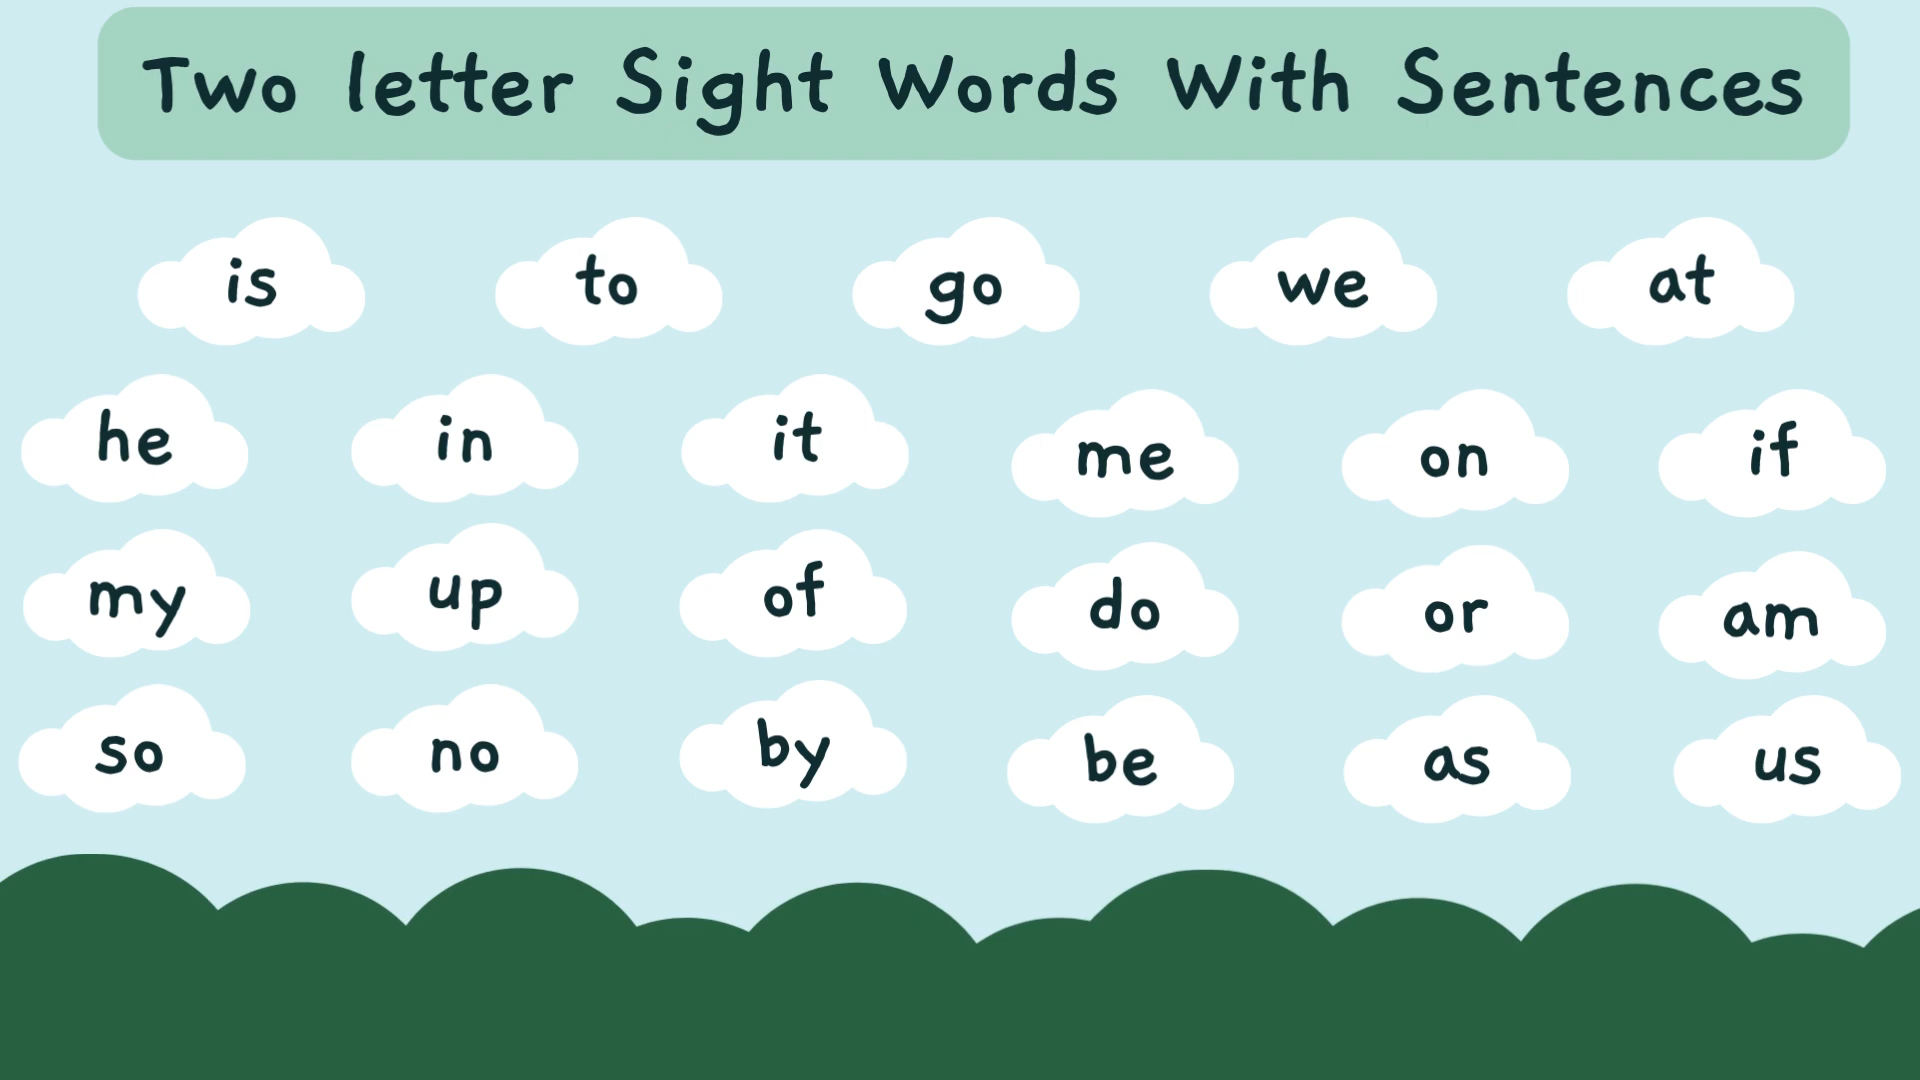 Two letter Sight Words With Sentences
is to go we at
he in it me on if
my up of do or am
so no by be as us